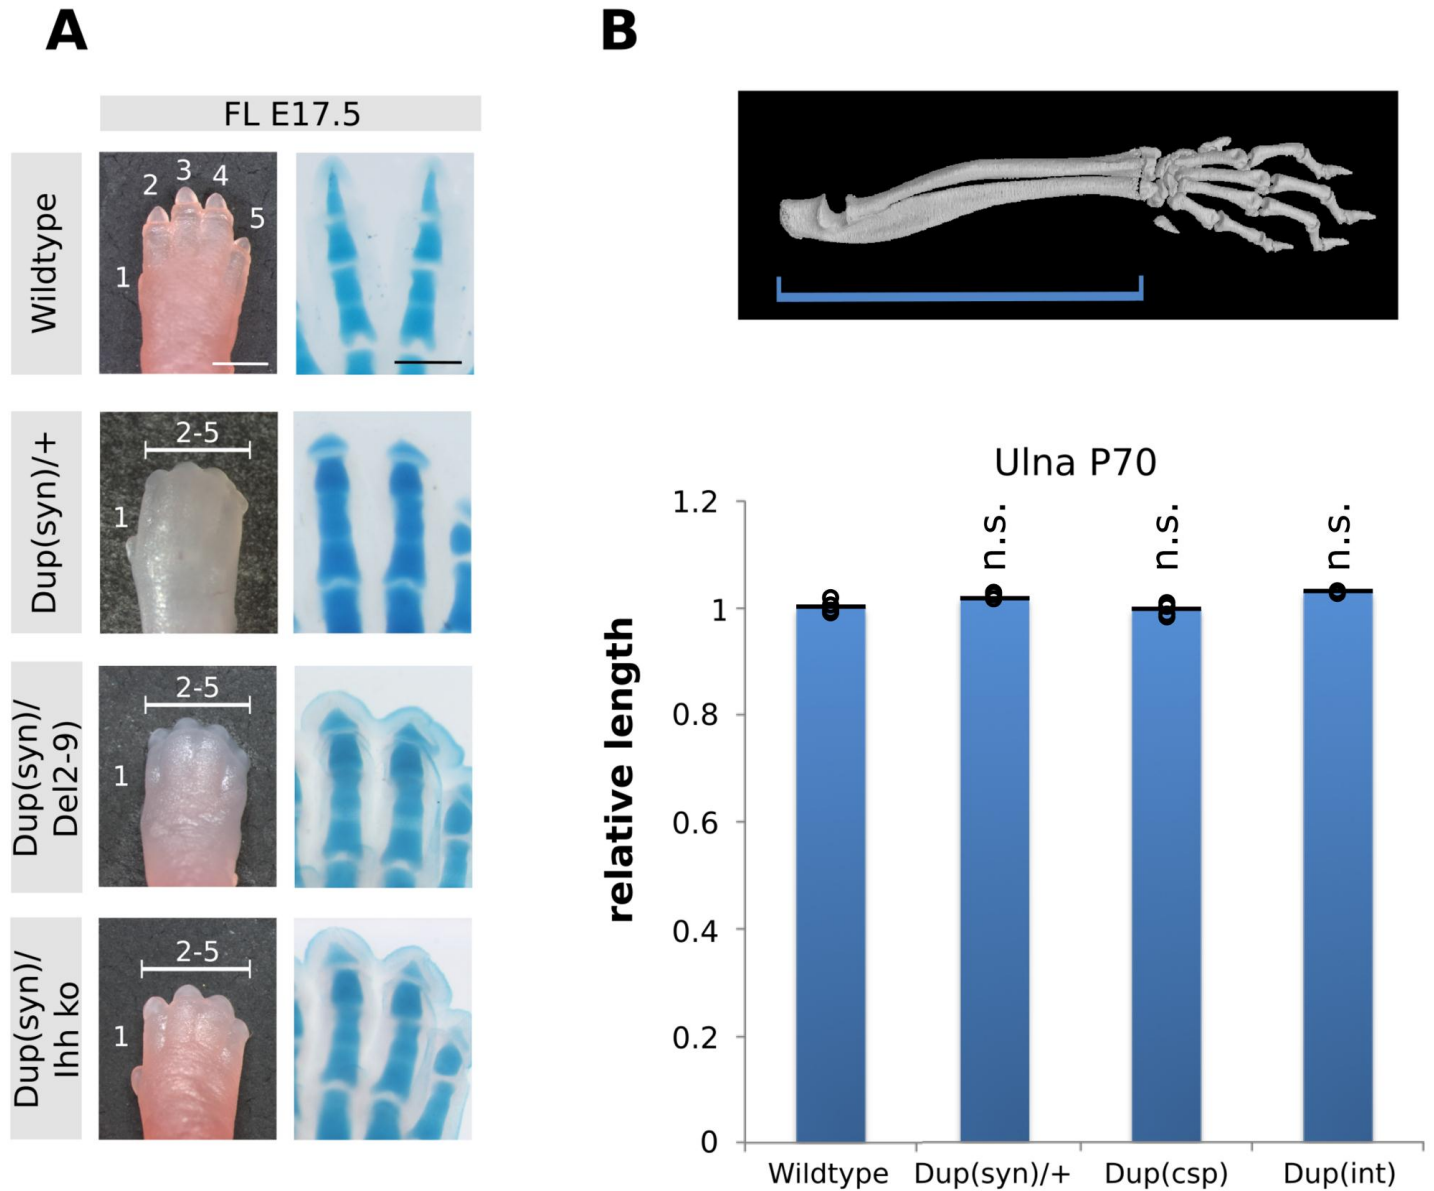 A
FL E17.5
Wildtype
2
3
4
5
1
Dup(syn)/+
2-5
1
Dup(syn)/
Del2-9)
2-5
1
Dup(syn)/
Ihh ko
2-5
1
B
Ulna P70
relative length
1.2
1
0.8
0.6
0.4
0.2
0
n.s.
n.s.
n.s.
Wildtype
Dup(syn)/+
Dup(csp)
Dup(int)